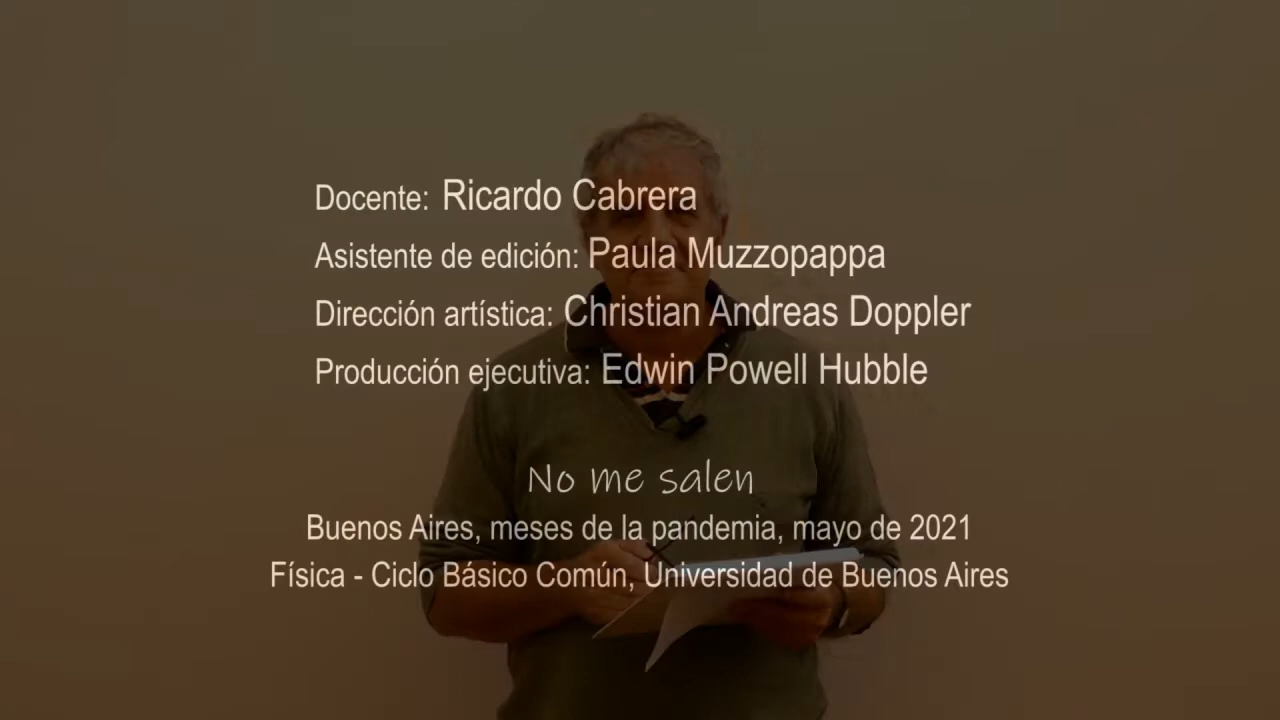 Docente: Ricardo Cabrera
Asistente de edición: Paula Muzzopappa
Dirección artística: Christian Andreas Doppler
Producción ejecutiva: Edwin Powell Hubble
No me salen
Buenos Aires, meses de la pandemia, mayo de 2021
Física - Ciclo Básico Común, Universidad de Buenos Aires